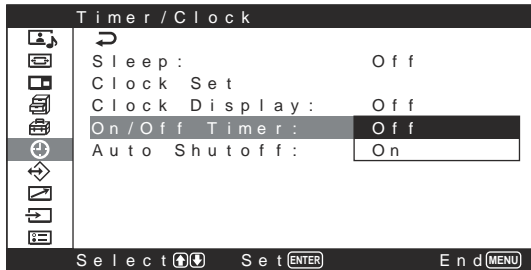 Timer/Clock
Sleep: Off
Clock Set
Clock Display: Off
On/Off Timer: Off
Auto Shutoff: On
Select Set ENTER End MENU